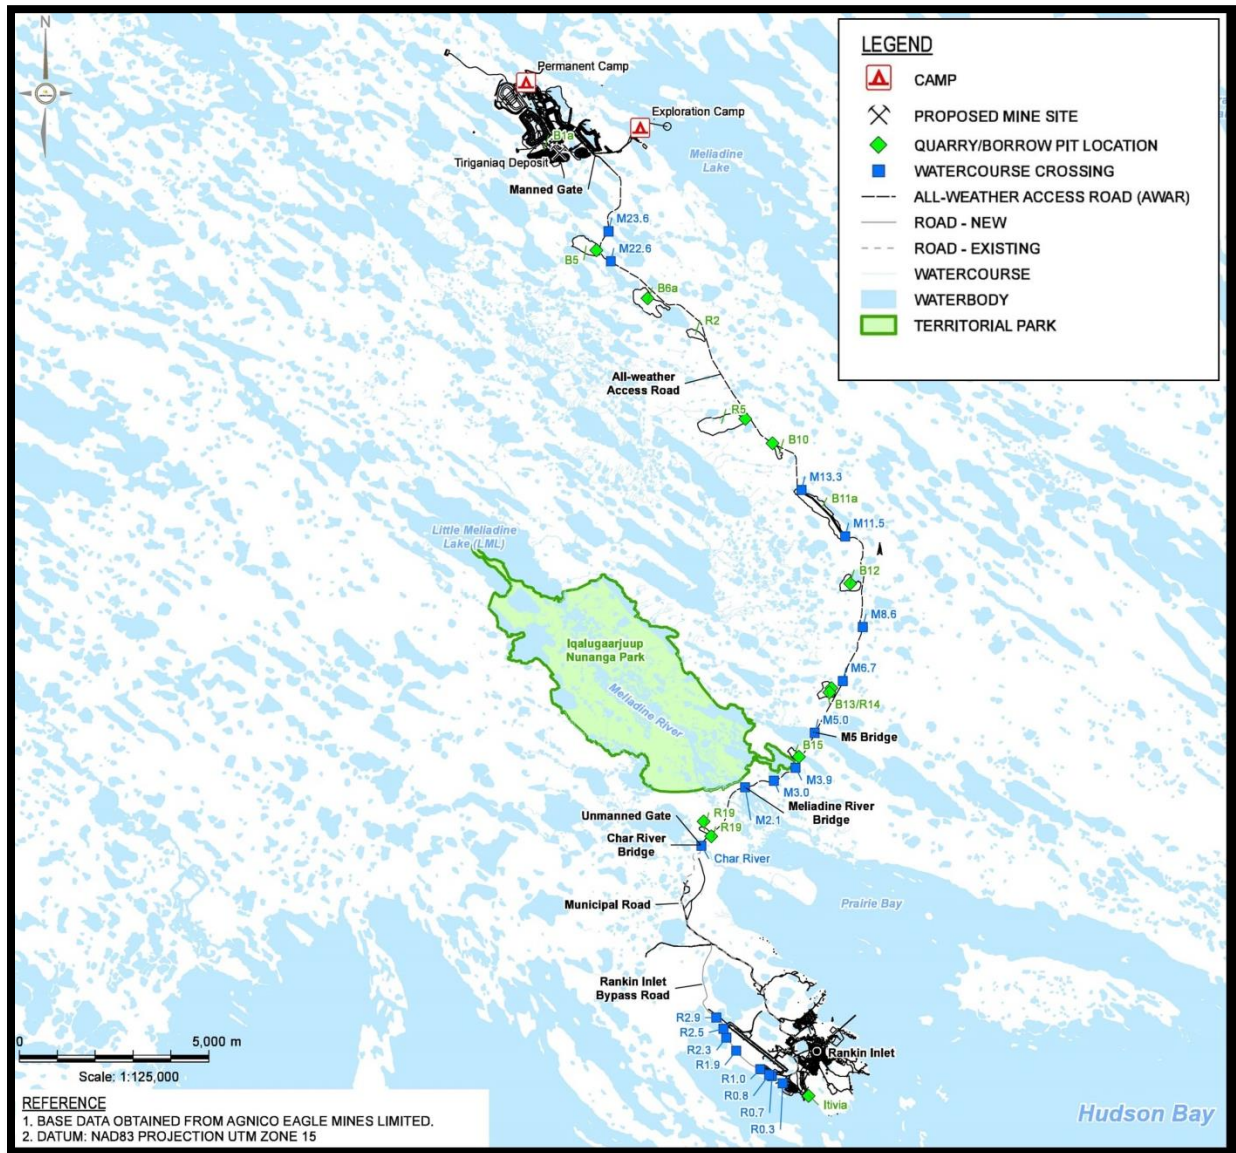 N
LEGEND
CAMP
PROPOSED MINE SITE
QUARRY/BORROW PIT LOCATION
WATERCOURSE CROSSING
ALL-WEATHER ACCESS ROAD (AWAR)
ROAD - NEW
ROAD - EXISTING
WATERCOURSE
WATERBODY
TERRITORIAL PARK
Permanent Camp
Exploration Camp
B1a
Tiriganiaq Deposit
Meliadine
Lake
Manned Gate
M23.6
M22.6
B5
B6a
R2
All-weather
Access Road
R5
B10
M13.3
B11a
M11.5
Little Meliadine
Lake (LML)
B12
M8.6
Iqalugaarjuup
Nunanga Park
Meliadine River
M6.7
B13/R14
M5.0
M5 Bridge
B15
M3.9
M3.0
Meliadine River
Bridge
M2.1
Unmanned Gate
R19
R19
Char River
Bridge
Char River
Municipal Road
Prairie Bay
Rankin Inlet
Bypass Road
R2.9
R2.5
R2.3
R1.9
R1.0
R0.8
R0.7
R0.3
Rankin Inlet
Itivia
Hudson Bay
0
5,000 m
Scale: 1:125,000
REFERENCE
1. BASE DATA OBTAINED FROM AGNICO EAGLE MINES LIMITED.
2. DATUM: NAD83 PROJECTION UTM ZONE 15